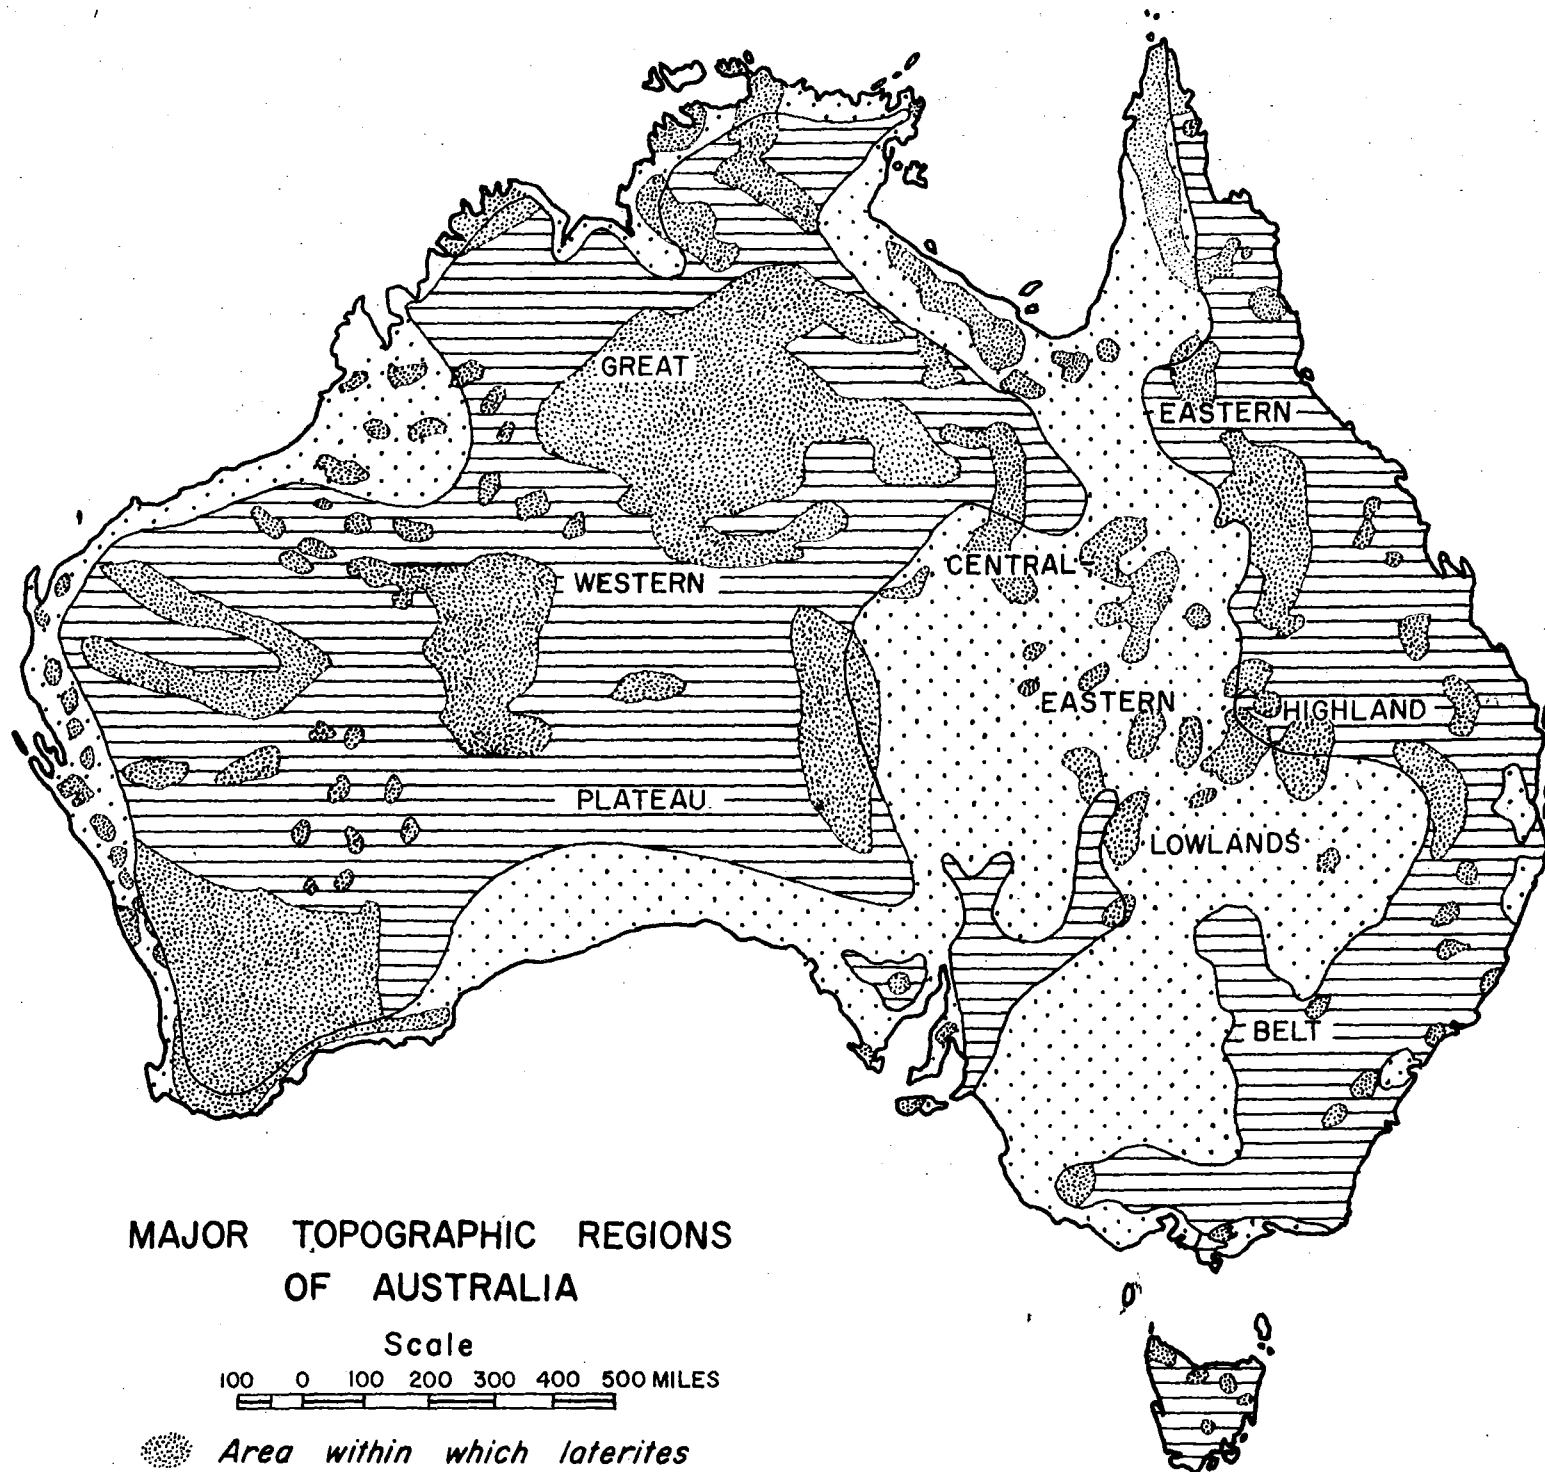 GREAT
EASTERN
CENTRAL
WESTERN
EASTERN
HIGHLAND
PLATEAU
LOWLANDS
BELT
MAJOR TOPOGRAPHIC REGIONS
OF AUSTRALIA
Scale
100 0 100 200 300 400 500 MILES
Area within which laterites